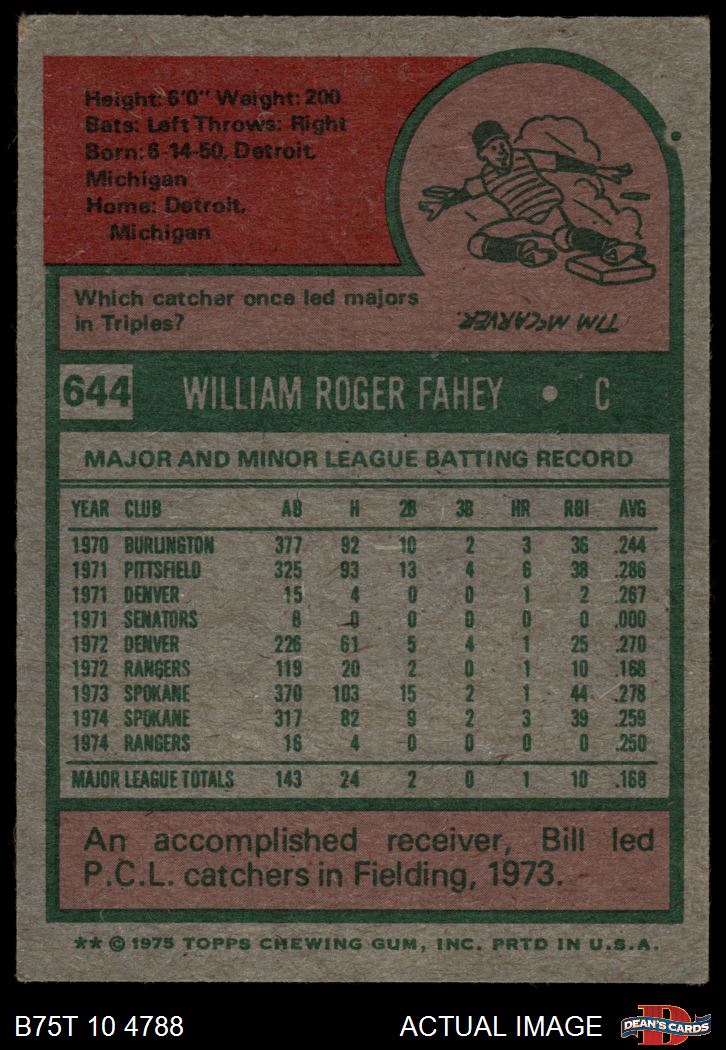 Height: 6'0" Weight: 200
Bats: Left Throws: Right
Born: 6-14-50, Detroit,
Michigan
Home: Detroit,
Michigan
Which catcher once led majors
in Triples?
TIM McCARVER.
644 WILLIAM ROGER FAHEY • C
MAJOR AND MINOR LEAGUE BATTING RECORD
YEAR CLUB AB H 2B 3B HR RBI AVG
1970 BURLINGTON 377 92 10 2 3 36 .244
1971 PITTSFIELD 325 93 13 4 6 38 .286
1971 DENVER 15 4 0 0 1 2 .267
1971 SENATORS 8 0 0 0 0 0 .000
1972 DENVER 226 61 5 4 1 25 .270
1972 RANGERS 119 20 2 0 1 10 .168
1973 SPOKANE 370 103 15 2 1 44 .278
1974 SPOKANE 317 82 9 2 3 39 .259
1974 RANGERS 16 4 0 0 0 0 .250
MAJOR LEAGUE TOTALS 143 24 2 0 1 10 .168
An accomplished receiver, Bill led
P.C.L. catchers in Fielding, 1973.
** © 1975 TOPPS CHEWING GUM, INC. PRTD IN U.S.A.
B75T 10 4788 ACTUAL IMAGE
D
DEAN'S CARDS